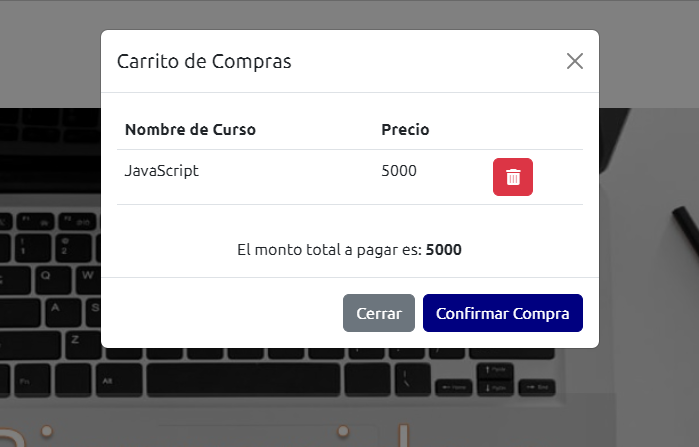 Carrito de Compras
Nombre de Curso Precio
JavaScript 5000
El monto total a pagar es: 5000
Cerrar Confirmar Compra